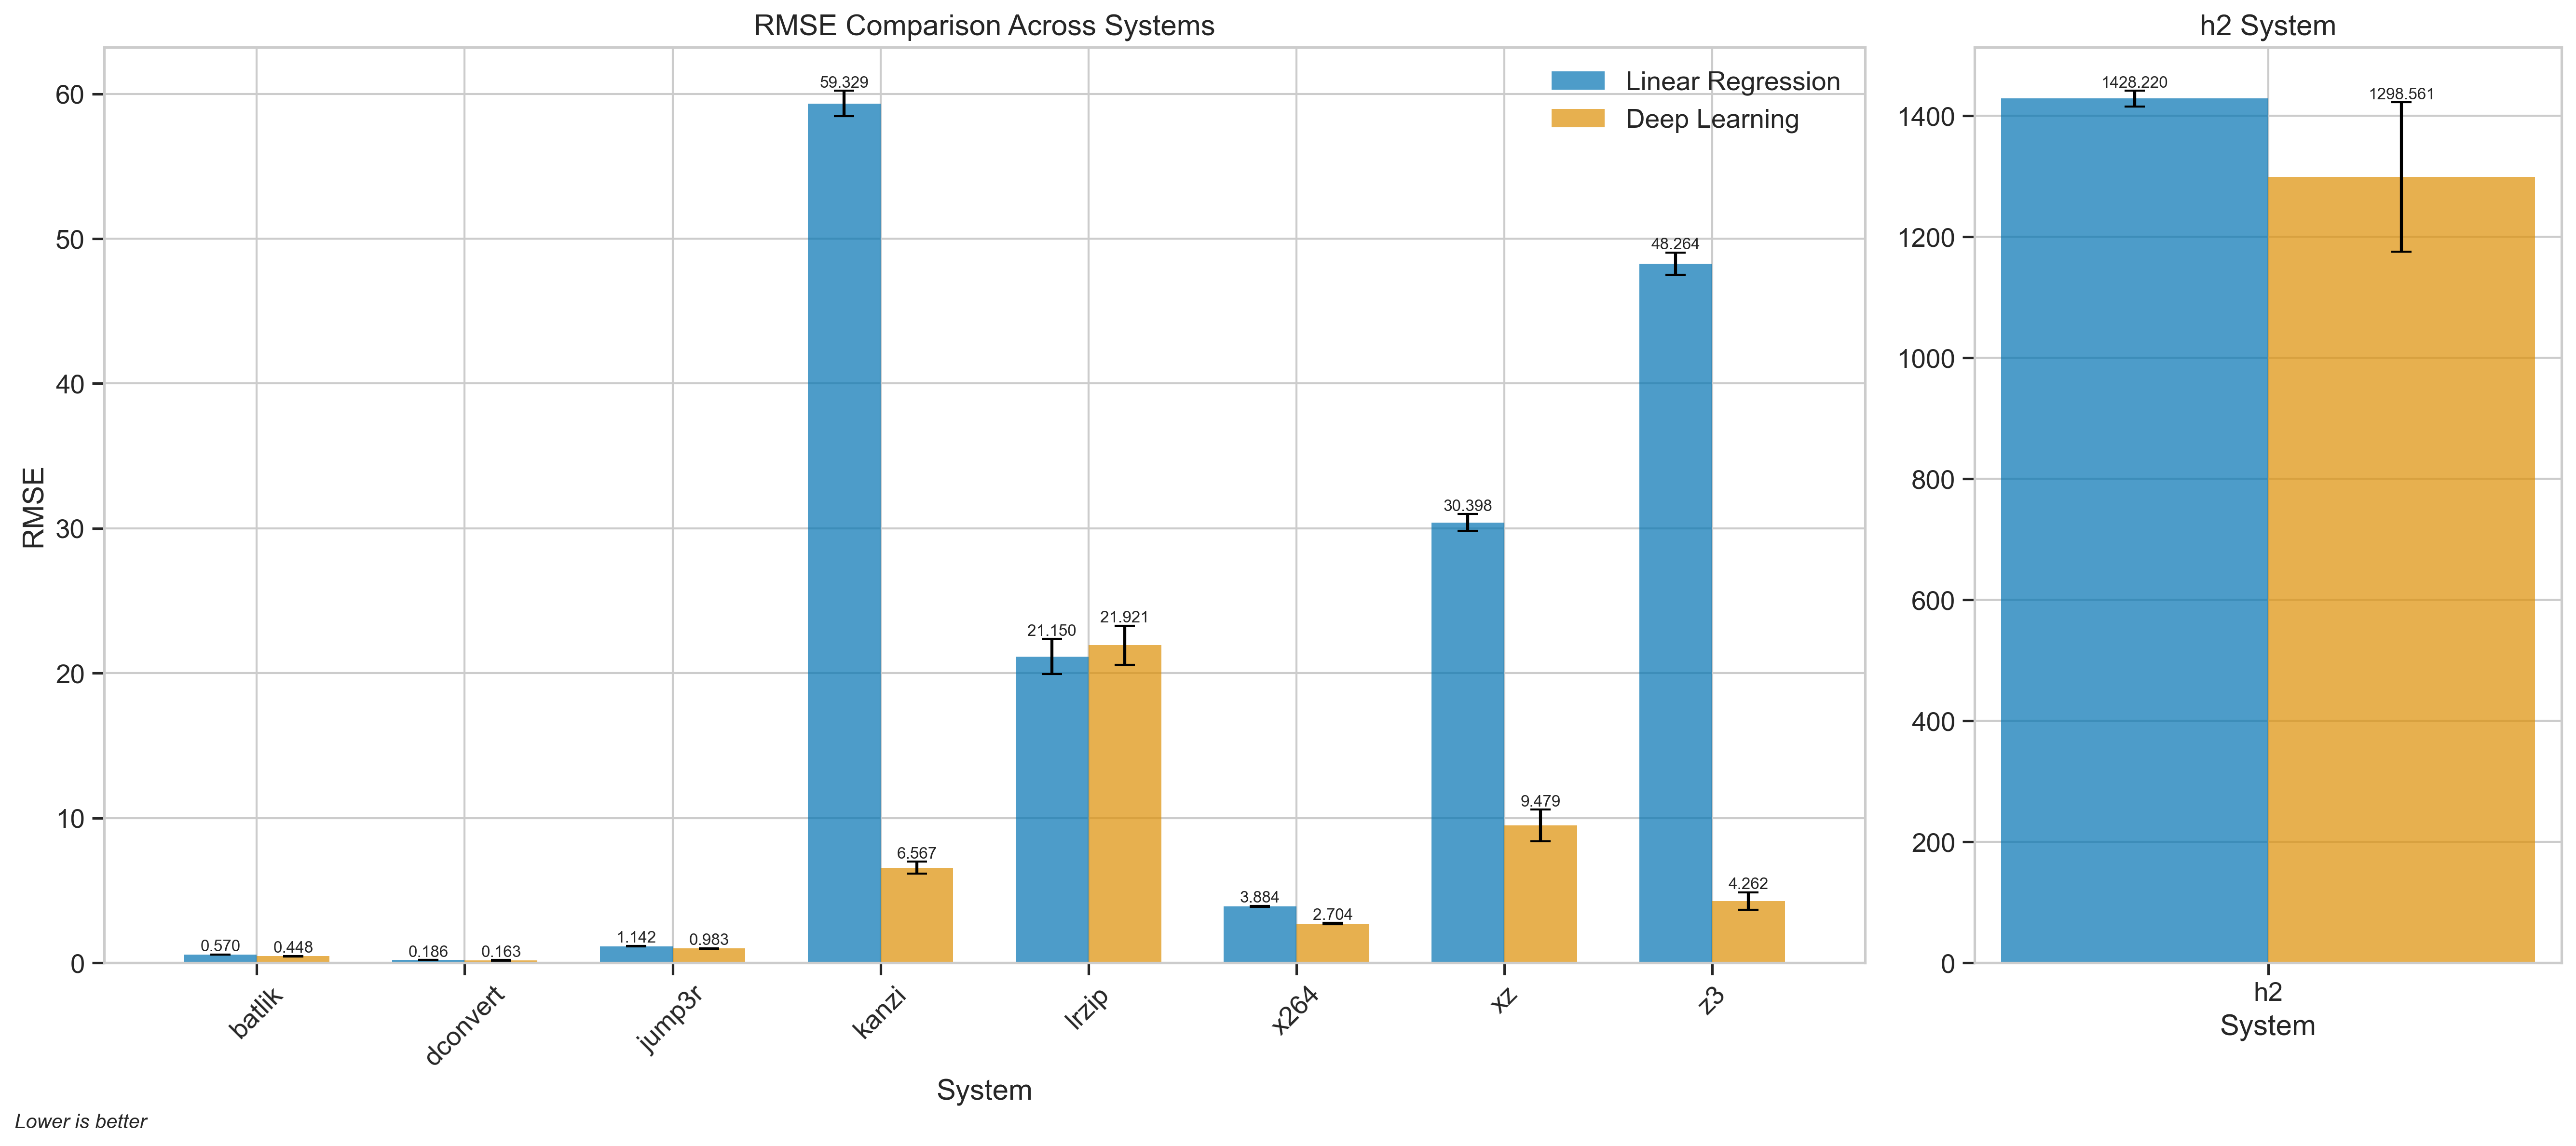 RMSE Comparison Across Systems
RMSE
60
50
40
30
20
10
0
Linear Regression
Deep Learning
0.570
0.448
0.186
0.163
1.142
0.983
59.329
6.567
21.150
21.921
3.884
2.704
30.398
9.479
48.264
4.262
batlik
dconvert
jump3r
kanzi
lrzip
x264
xz
z3
System
h2 System
1400
1200
1000
800
600
400
200
0
1428.220
1298.561
h2
System
Lower is better